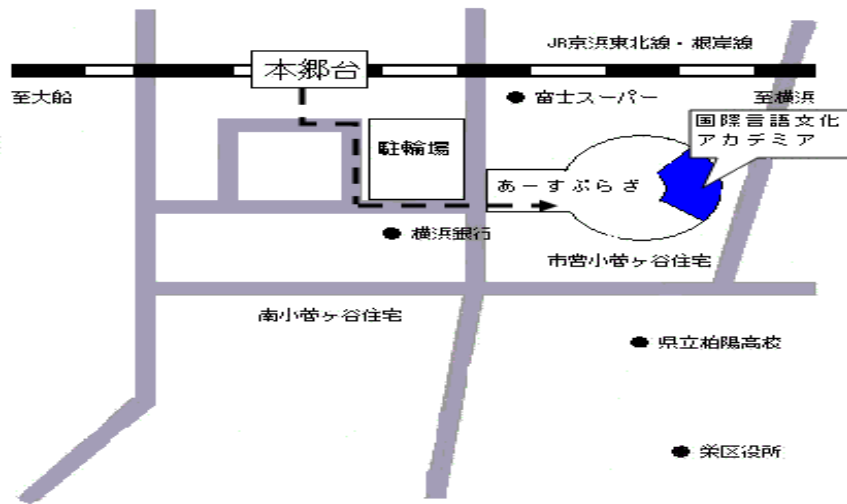 JR京浜東北線・根岸線
本郷台
至大船
富士スーパー
至横浜
国際言語文化
アカデミア
駐輪場
あーすぷらざ
横浜銀行
市営小菅ヶ谷住宅
南小菅ヶ谷住宅
県立柏陽高校
栄区役所